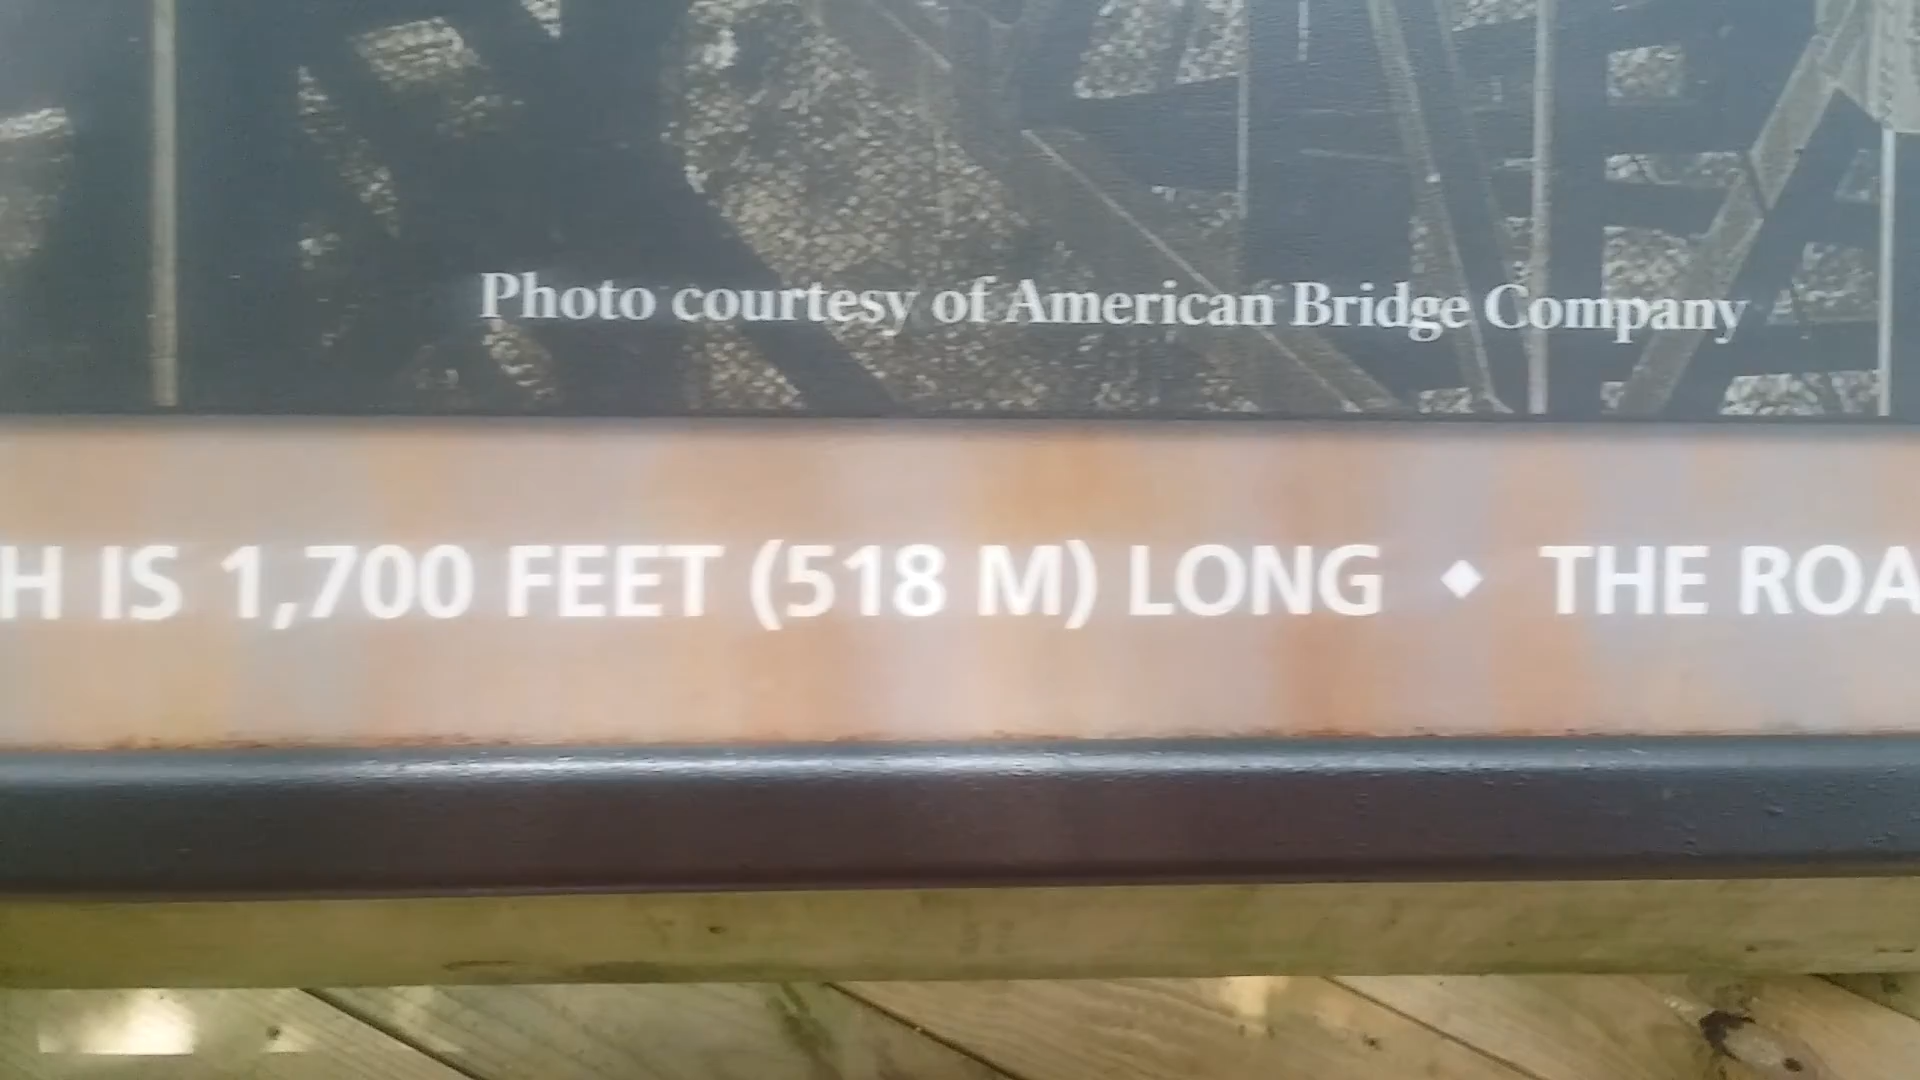 Photo courtesy of American Bridge Company
H IS 1,700 FEET (518 M) LONG ◆ THE ROA